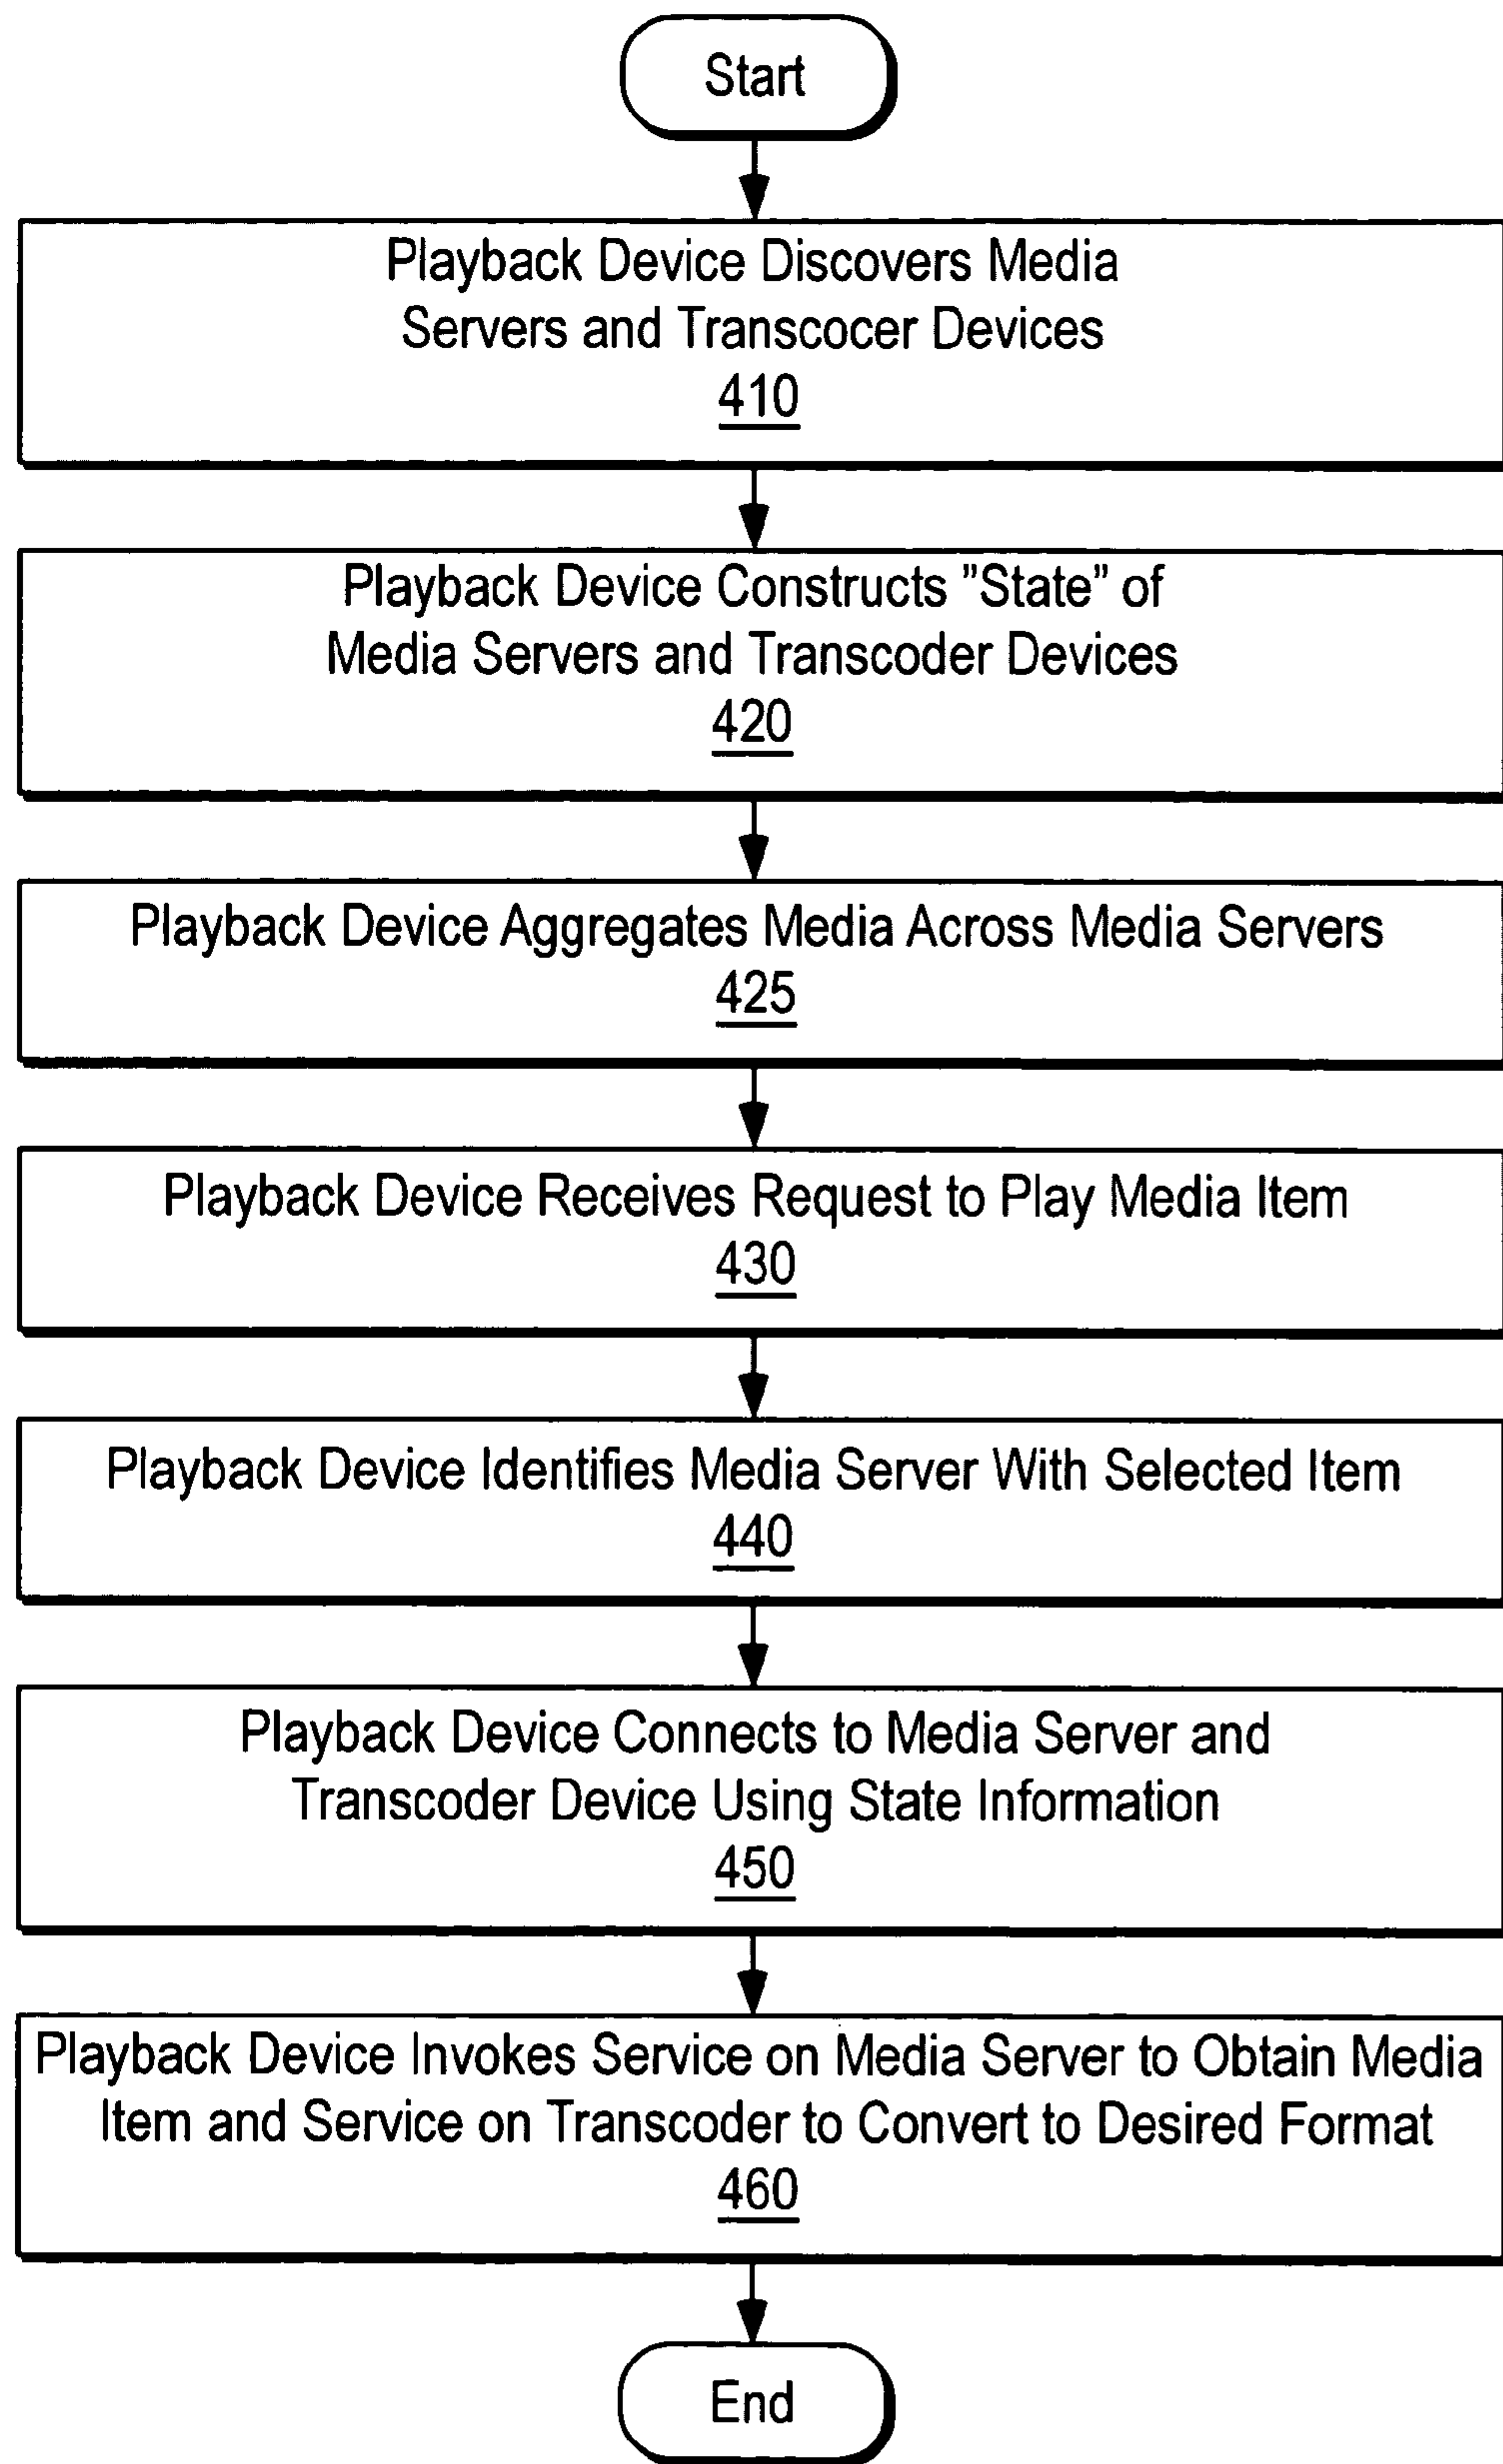 Start
Playback Device Discovers Media
Servers and Transcocer Devices
410
Playback Device Constructs ”State” of
Media Servers and Transcoder Devices
420
Playback Device Aggregates Media Across Media Servers
425
Playback Device Receives Request to Play Media Item
430
Playback Device Identifies Media Server With Selected Item
440
Playback Device Connects to Media Server and
Transcoder Device Using State Information
450
Playback Device Invokes Service on Media Server to Obtain Media
Item and Service on Transcoder to Convert to Desired Format
460
End